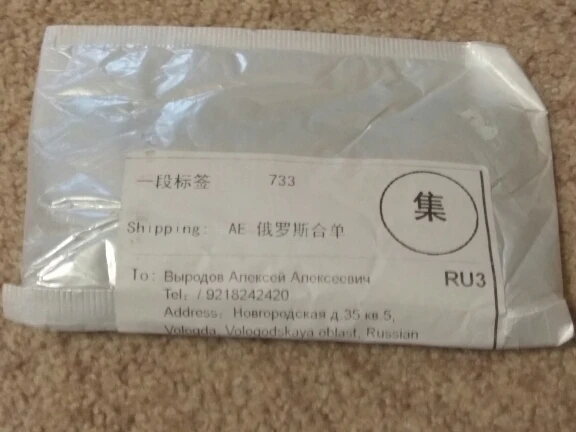 一段标签 733
集
Shipping: AE 俄罗斯合单
To: Выродов Алексей Алексеевич
RU3
Tel: / 9218242420
Address: Новгородская д 35 кв 5,
Vologda, Vologodskaya oblast, Russian